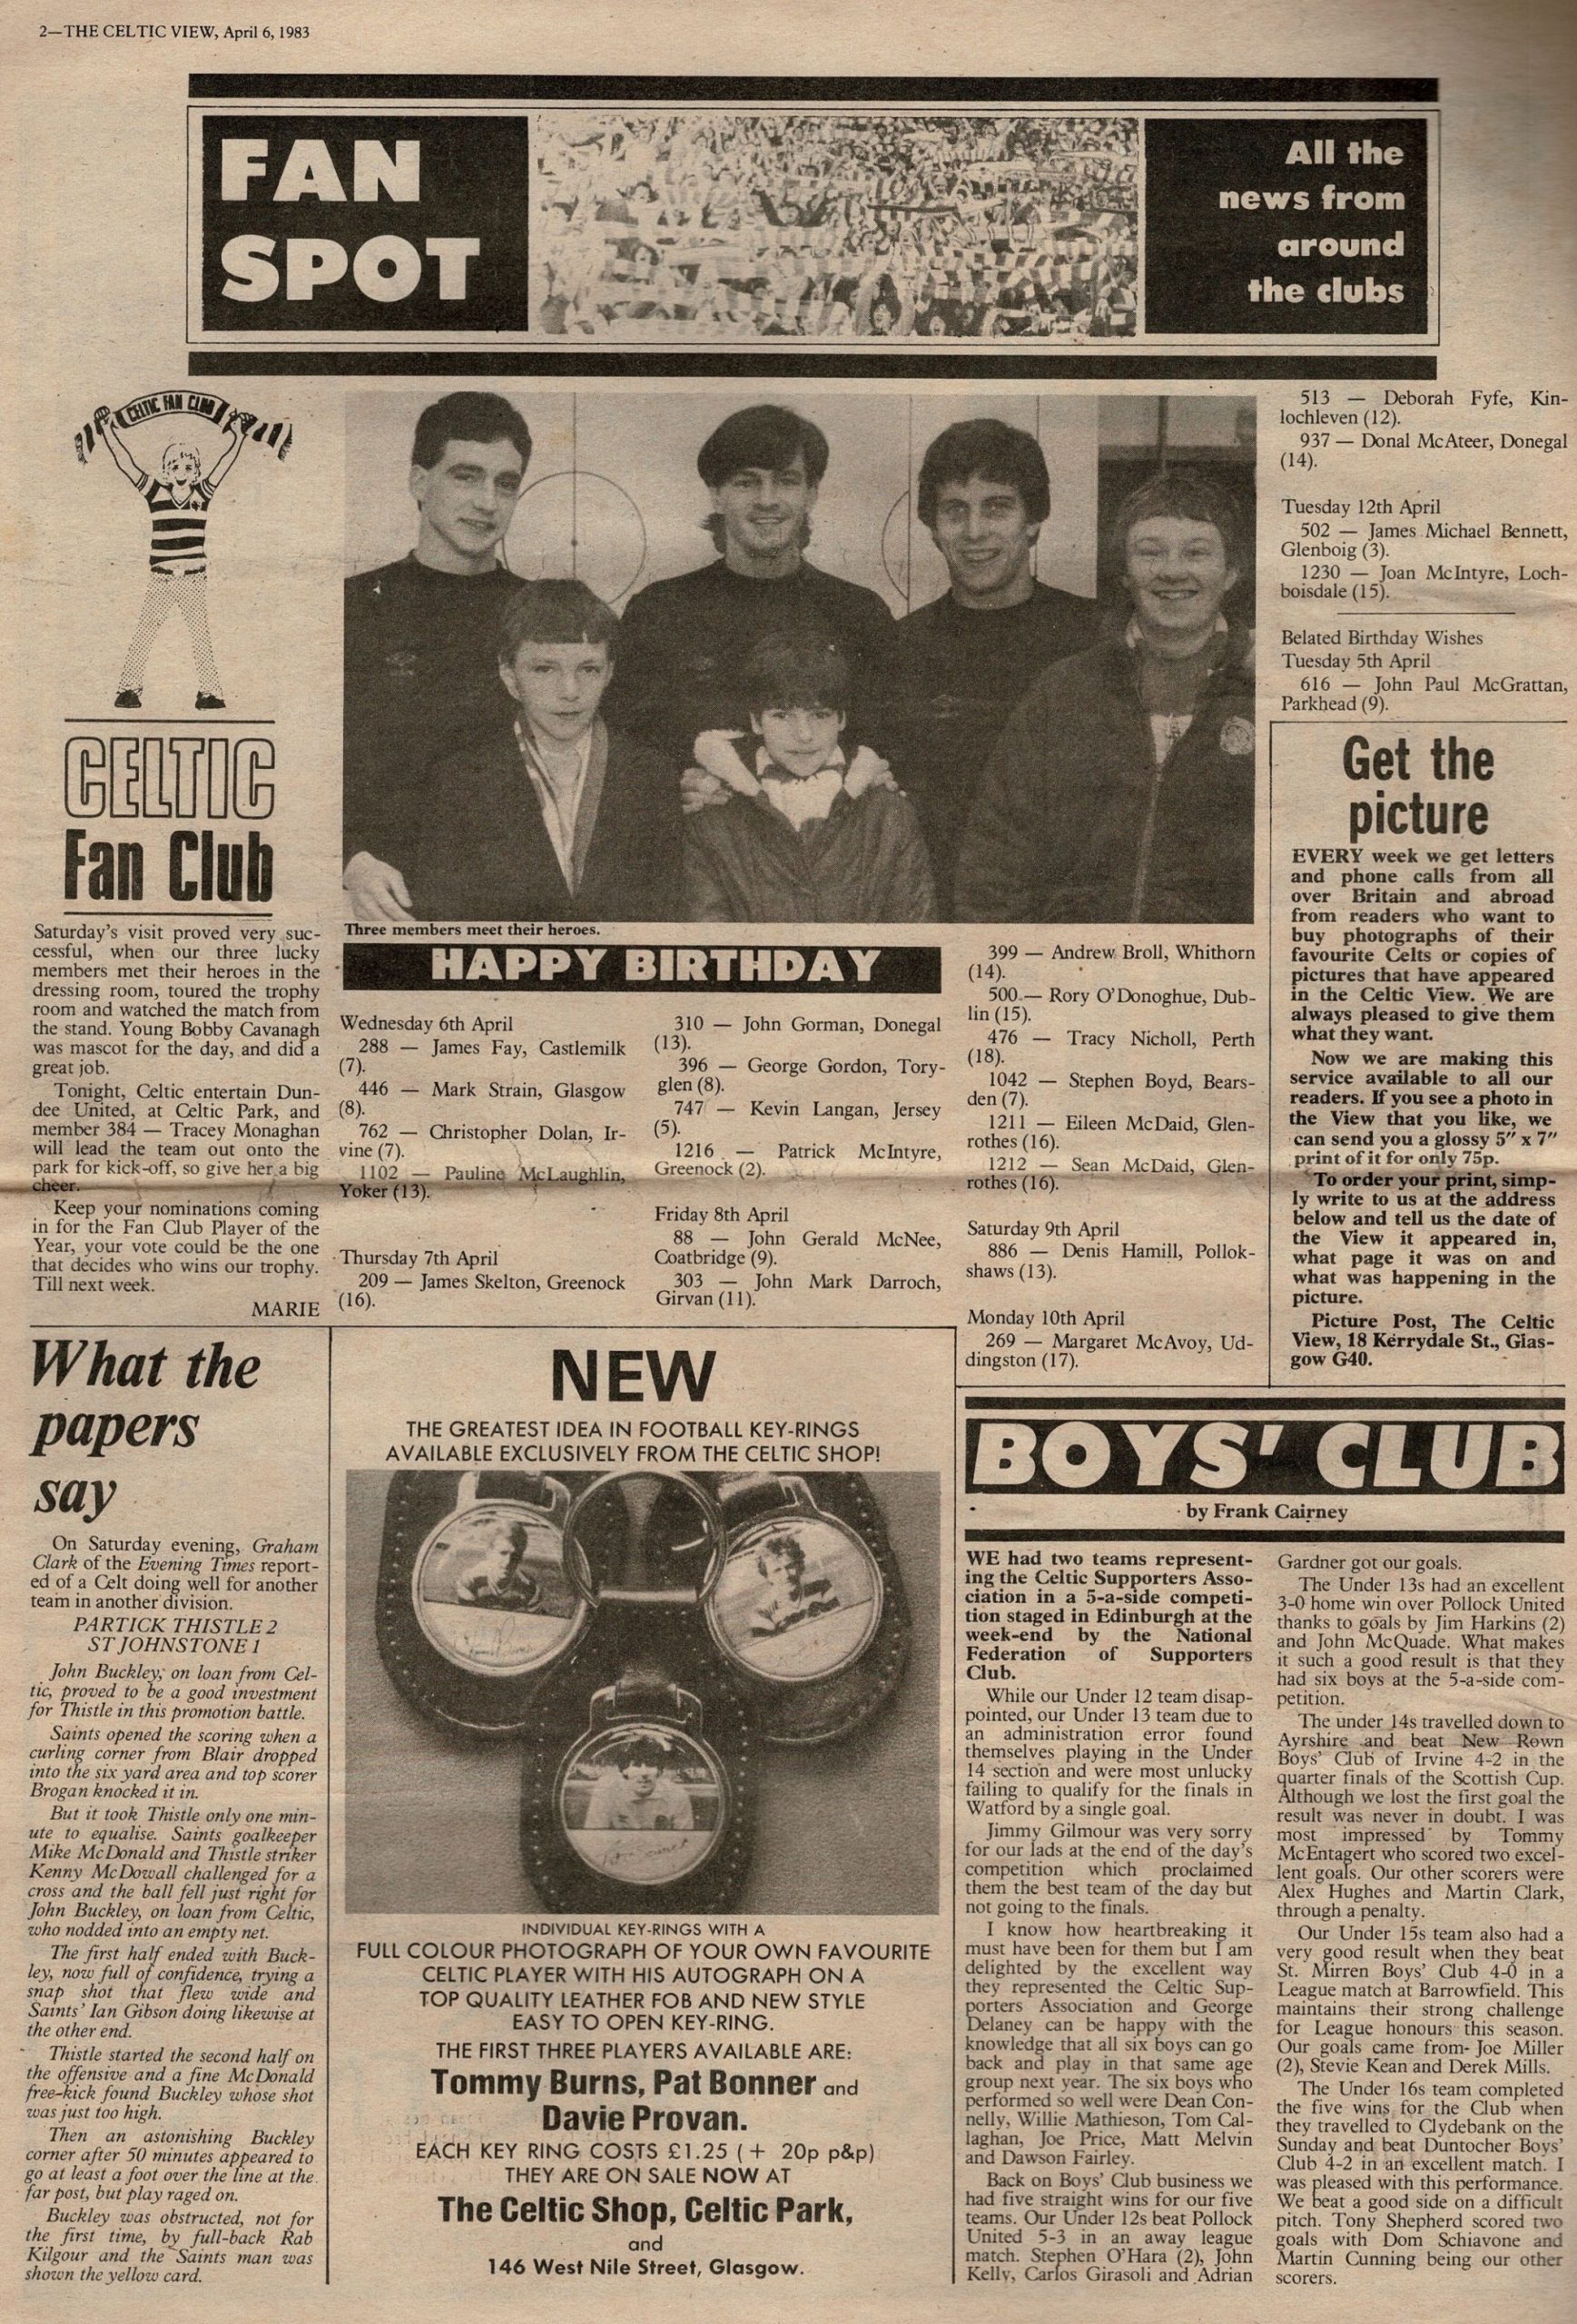 2—THE CELTIC VIEW, April 6, 1983
FAN
SPOT
All the
news from
around
the clubs
CELTIC FAN CLUB
CELTIC
Fan Club
Saturday's visit proved very suc-
cessful, when our three lucky
members met their heroes in the
dressing room, toured the trophy
room and watched the match from
the stand. Young Bobby Cavanagh
was mascot for the day, and did a
great job.
Tonight, Celtic entertain Dun-
dee United, at Celtic Park, and
member 384 — Tracey Monaghan
will lead the team out onto the
park for kick-off, so give her a big
cheer.
Keep your nominations coming
in for the Fan Club Player of the
Year, your vote could be the one
that decides who wins our trophy.
Till next week.
MARIE
Three members meet their heroes.
HAPPY BIRTHDAY
Wednesday 6th April
288 — James Fay, Castlemilk
(7).
446 — Mark Strain, Glasgow
(8).
762 — Christopher Dolan, Ir-
vine (7).
1102 — Pauline McLaughlin,
Yoker (13).
Thursday 7th April
209 — James Skelton, Greenock
(16).
310 — John Gorman, Donegal
(13).
396 — George Gordon, Tory-
glen (8).
747 — Kevin Langan, Jersey
(5).
1216 — Patrick McIntyre,
Greenock (2).
Friday 8th April
88 — John Gerald McNee,
Coatbridge (9).
303 — John Mark Darroch,
Girvan (11).
399 — Andrew Broll, Whithorn
(14).
500 — Rory O'Donoghue, Dub-
lin (15).
476 — Tracy Nicholl, Perth
(18).
1042 — Stephen Boyd, Bears-
den (7).
1211 — Eileen McDaid, Glen-
rothes (16).
1212 — Sean McDaid, Glen-
rothes (16).
Saturday 9th April
886 — Denis Hamill, Pollok-
shaws (13).
Monday 10th April
269 — Margaret McAvoy, Ud-
dingston (17).
513 — Deborah Fyfe, Kin-
lochleven (12).
937 — Donal McAteer, Donegal
(14).
Tuesday 12th April
502 — James Michael Bennett,
Glenboig (3).
1230 — Joan McIntyre, Loch-
boisdale (15).
Belated Birthday Wishes
Tuesday 5th April
616 — John Paul McGrattan,
Parkhead (9).
Get the
picture
EVERY week we get letters
and phone calls from all
over Britain and abroad
from readers who want to
buy photographs of their
favourite Celts or copies of
pictures that have appeared
in the Celtic View. We are
always pleased to give them
what they want.
Now we are making this
service available to all our
readers. If you see a photo in
the View that you like, we
can send you a glossy 5" x 7"
print of it for only 75p.
To order your print, simp-
ly write to us at the address
below and tell us the date of
the View it appeared in,
what page it was on and
what was happening in the
picture.
Picture Post, The Celtic
View, 18 Kerrydale St., Glas-
gow G40.
What the
papers
say
On Saturday evening, Graham
Clark of the Evening Times report-
ed of a Celt doing well for another
team in another division.
PARTICK THISTLE 2
ST JOHNSTONE 1
John Buckley, on loan from Cel-
tic, proved to be a good investment
for Thistle in this promotion battle.
Saints opened the scoring when a
curling corner from Blair dropped
into the six yard area and top scorer
Brogan knocked it in.
But it took Thistle only one min-
ute to equalise. Saints goalkeeper
Mike McDonald and Thistle striker
Kenny McDowall challenged for a
cross and the ball fell just right for
John Buckley, on loan from Celtic,
who nodded into an empty net.
The first half ended with Buck-
ley, now full of confidence, trying a
snap shot that flew wide and
Saints' Ian Gibson doing likewise at
the other end.
Thistle started the second half on
the offensive and a fine McDonald
free-kick found Buckley whose shot
was just too high.
Then an astonishing Buckley
corner after 50 minutes appeared to
go at least a foot over the line at the
far post, but play raged on.
Buckley was obstructed, not for
the first time, by full-back Rab
Kilgour and the Saints man was
shown the yellow card.
NEW
THE GREATEST IDEA IN FOOTBALL KEY-RINGS
AVAILABLE EXCLUSIVELY FROM THE CELTIC SHOP!
INDIVIDUAL KEY-RINGS WITH A
FULL COLOUR PHOTOGRAPH OF YOUR OWN FAVOURITE
CELTIC PLAYER WITH HIS AUTOGRAPH ON A
TOP QUALITY LEATHER FOB AND NEW STYLE
EASY TO OPEN KEY-RING.
THE FIRST THREE PLAYERS AVAILABLE ARE:
Tommy Burns, Pat Bonner and
Davie Provan.
EACH KEY RING COSTS £1.25 (+ 20p p&p)
THEY ARE ON SALE NOW AT
The Celtic Shop, Celtic Park,
and
146 West Nile Street, Glasgow.
BOYS' CLUB
by Frank Cairney
WE had two teams represent-
ing the Celtic Supporters Asso-
ciation in a 5-a-side competi-
tion staged in Edinburgh at the
week-end by the National
Federation of Supporters
Club.
While our Under 12 team disap-
pointed, our Under 13 team due to
an administration error found
themselves playing in the Under
14 section and were most unlucky
failing to qualify for the finals in
Watford by a single goal.
Jimmy Gilmour was very sorry
for our lads at the end of the day's
competition which proclaimed
them the best team of the day but
not going to the finals.
I know how heartbreaking it
must have been for them but I am
delighted by the excellent way
they represented the Celtic Sup-
porters Association and George
Delaney can be happy with the
knowledge that all six boys can go
back and play in that same age
group next year. The six boys who
performed so well were Dean Con-
nelly, Willie Mathieson, Tom Cal-
laghan, Joe Price, Matt Melvin
and Dawson Fairley.
Back on Boys' Club business we
had five straight wins for our five
teams. Our Under 12s beat Pollock
United 5-3 in an away league
match. Stephen O'Hara (2), John
Kelly, Carlos Girasoli and Adrian
Gardner got our goals.
The Under 13s had an excellent
3-0 home win over Pollock United
thanks to goals by Jim Harkins (2)
and John McQuade. What makes
it such a good result is that they
had six boys at the 5-a-side com-
petition.
The under 14s travelled down to
Ayrshire and beat New Rown
Boys' Club of Irvine 4-2 in the
quarter finals of the Scottish Cup.
Although we lost the first goal the
result was never in doubt. I was
most impressed by Tommy
McEntagert who scored two excel-
lent goals. Our other scorers were
Alex Hughes and Martin Clark,
through a penalty.
Our Under 15s team also had a
very good result when they beat
St. Mirren Boys' Club 4-0 in a
League match at Barrowfield. This
maintains their strong challenge
for League honours this season.
Our goals came from Joe Miller
(2), Stevie Kean and Derek Mills.
The Under 16s team completed
the five wins for the Club when
they travelled to Clydebank on the
Sunday and beat Duntocher Boys'
Club 4-2 in an excellent match. I
was pleased with this performance.
We beat a good side on a difficult
pitch. Tony Shepherd scored two
goals with Dom Schiavone and
Martin Cunning being our other
scorers.